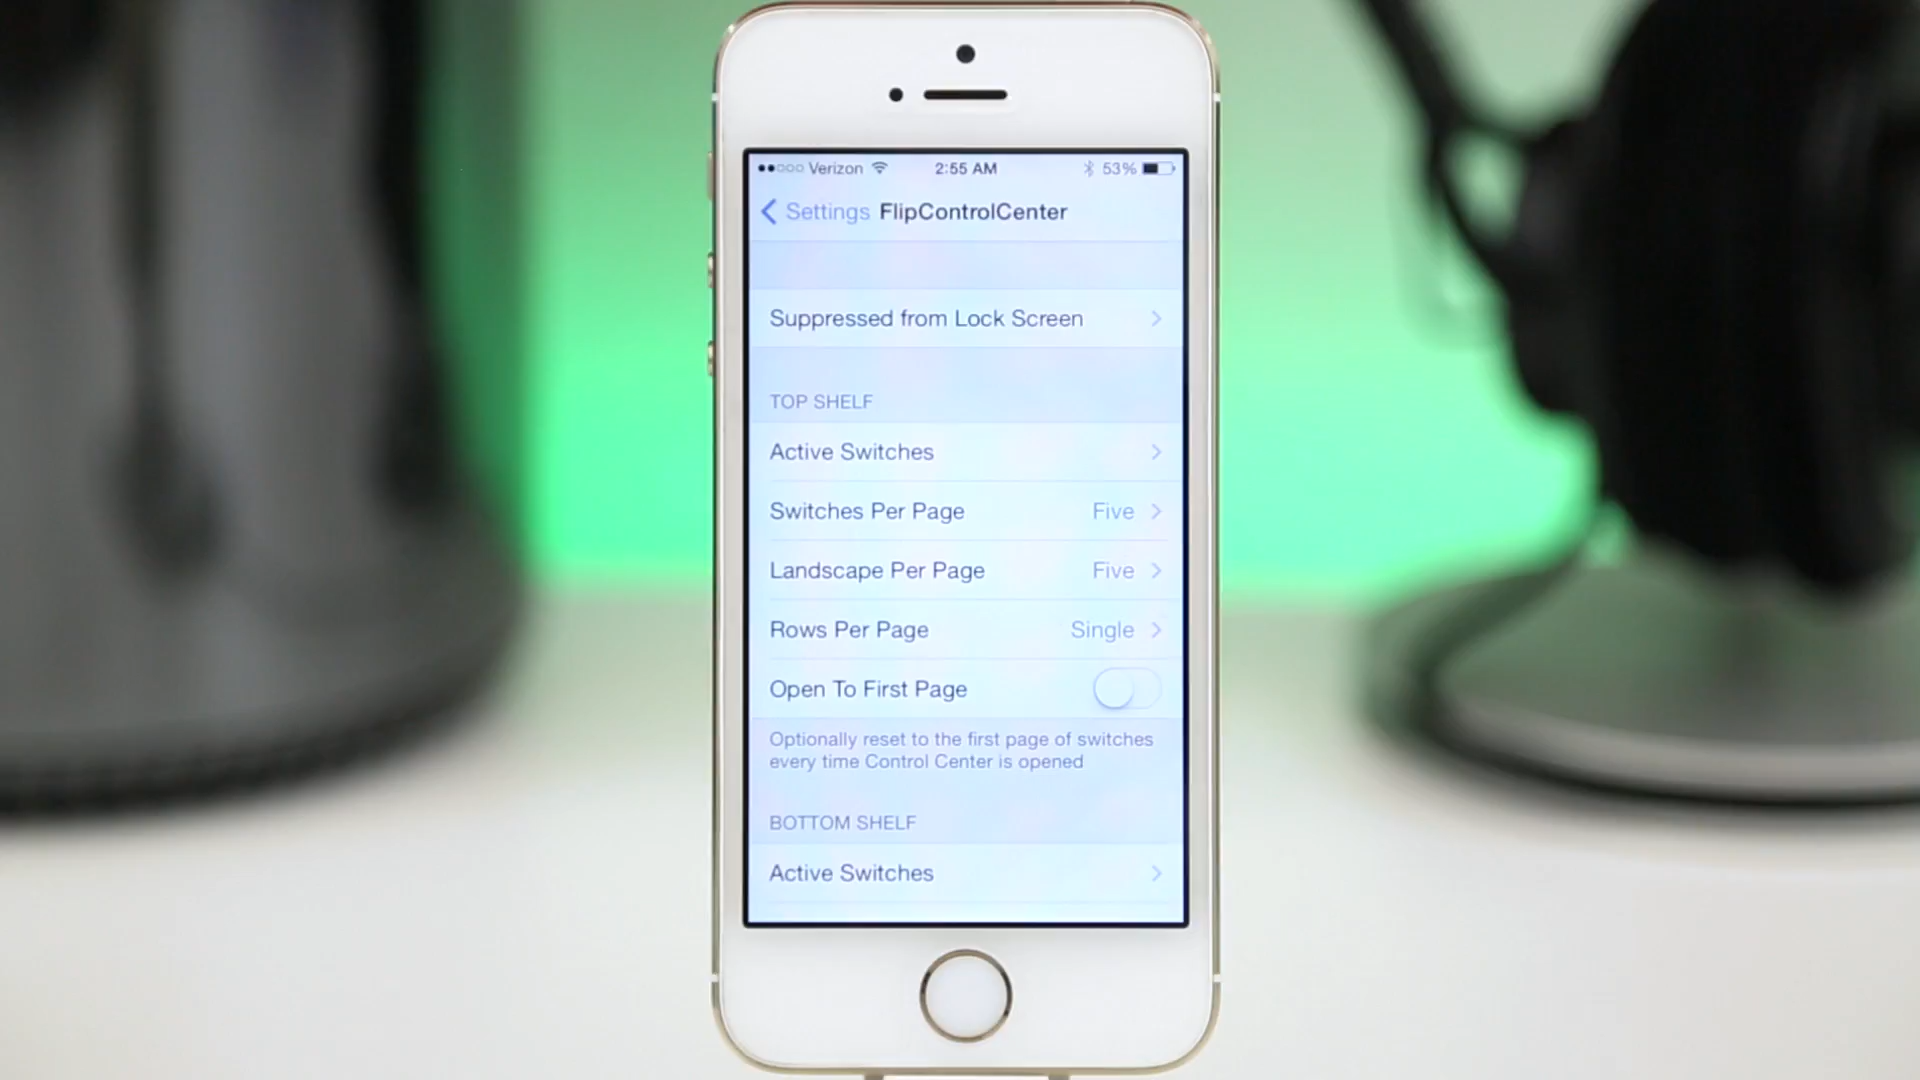 Verizon 2:55 AM 53%
Settings FlipControlCenter
Suppressed from Lock Screen
TOP SHELF
Active Switches
Switches Per Page Five
Landscape Per Page Five
Rows Per Page Single
Open To First Page
Optionally reset to the first page of switches
every time Control Center is opened
BOTTOM SHELF
Active Switches